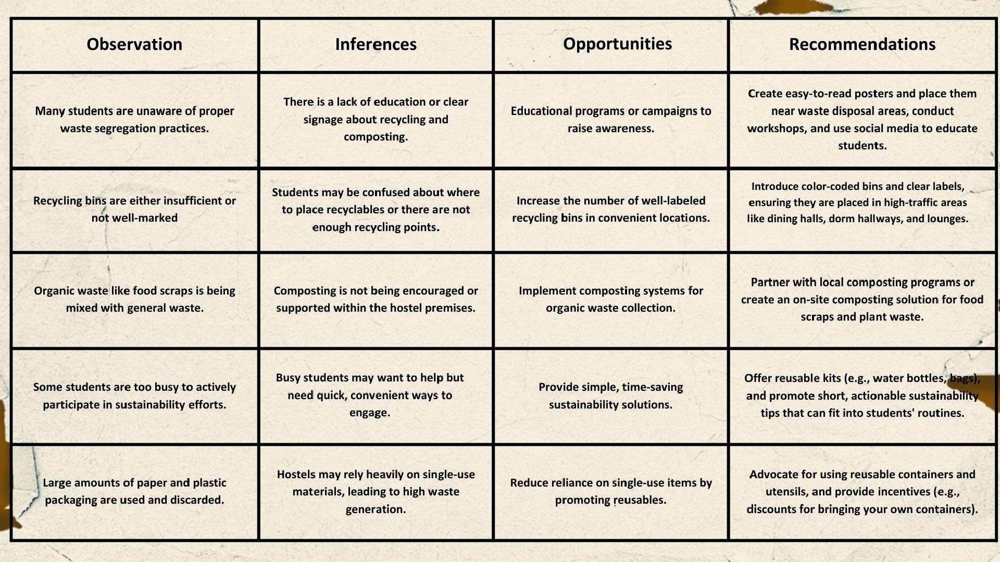 Observation
Inferences
Opportunities
Recommendations
Many students are unaware of proper
waste segregation practices.
There is a lack of education or clear
signage about recycling and
composting.
Educational programs or campaigns to
raise awareness.
Create easy-to-read posters and place them
near waste disposal areas, conduct
workshops, and use social media to educate
students.
Recycling bins are either insufficient or
not well-marked
Students may be confused about where
to place recyclables or there are not
enough recycling points.
Increase the number of well-labeled
recycling bins in convenient locations.
Introduce color-coded bins and clear labels,
ensuring they are placed in high-traffic areas
like dining halls, dorm hallways, and lounges.
Organic waste like food scraps is being
mixed with general waste.
Composting is not being encouraged or
supported within the hostel premises.
Implement composting systems for
organic waste collection.
Partner with local composting programs or
create an on-site composting solution for food
scraps and plant waste.
Some students are too busy to actively
participate in sustainability efforts.
Busy students may want to help but
need quick, convenient ways to
engage.
Provide simple, time-saving
sustainability solutions.
Offer reusable kits (e.g., water bottles, bags),
and promote short, actionable sustainability
tips that can fit into students' routines.
Large amounts of paper and plastic
packaging are used and discarded.
Hostels may rely heavily on single-use
materials, leading to high waste
generation.
Reduce reliance on single-use items by
promoting reusables.
Advocate for using reusable containers and
utensils, and provide incentives (e.g.,
discounts for bringing your own containers).